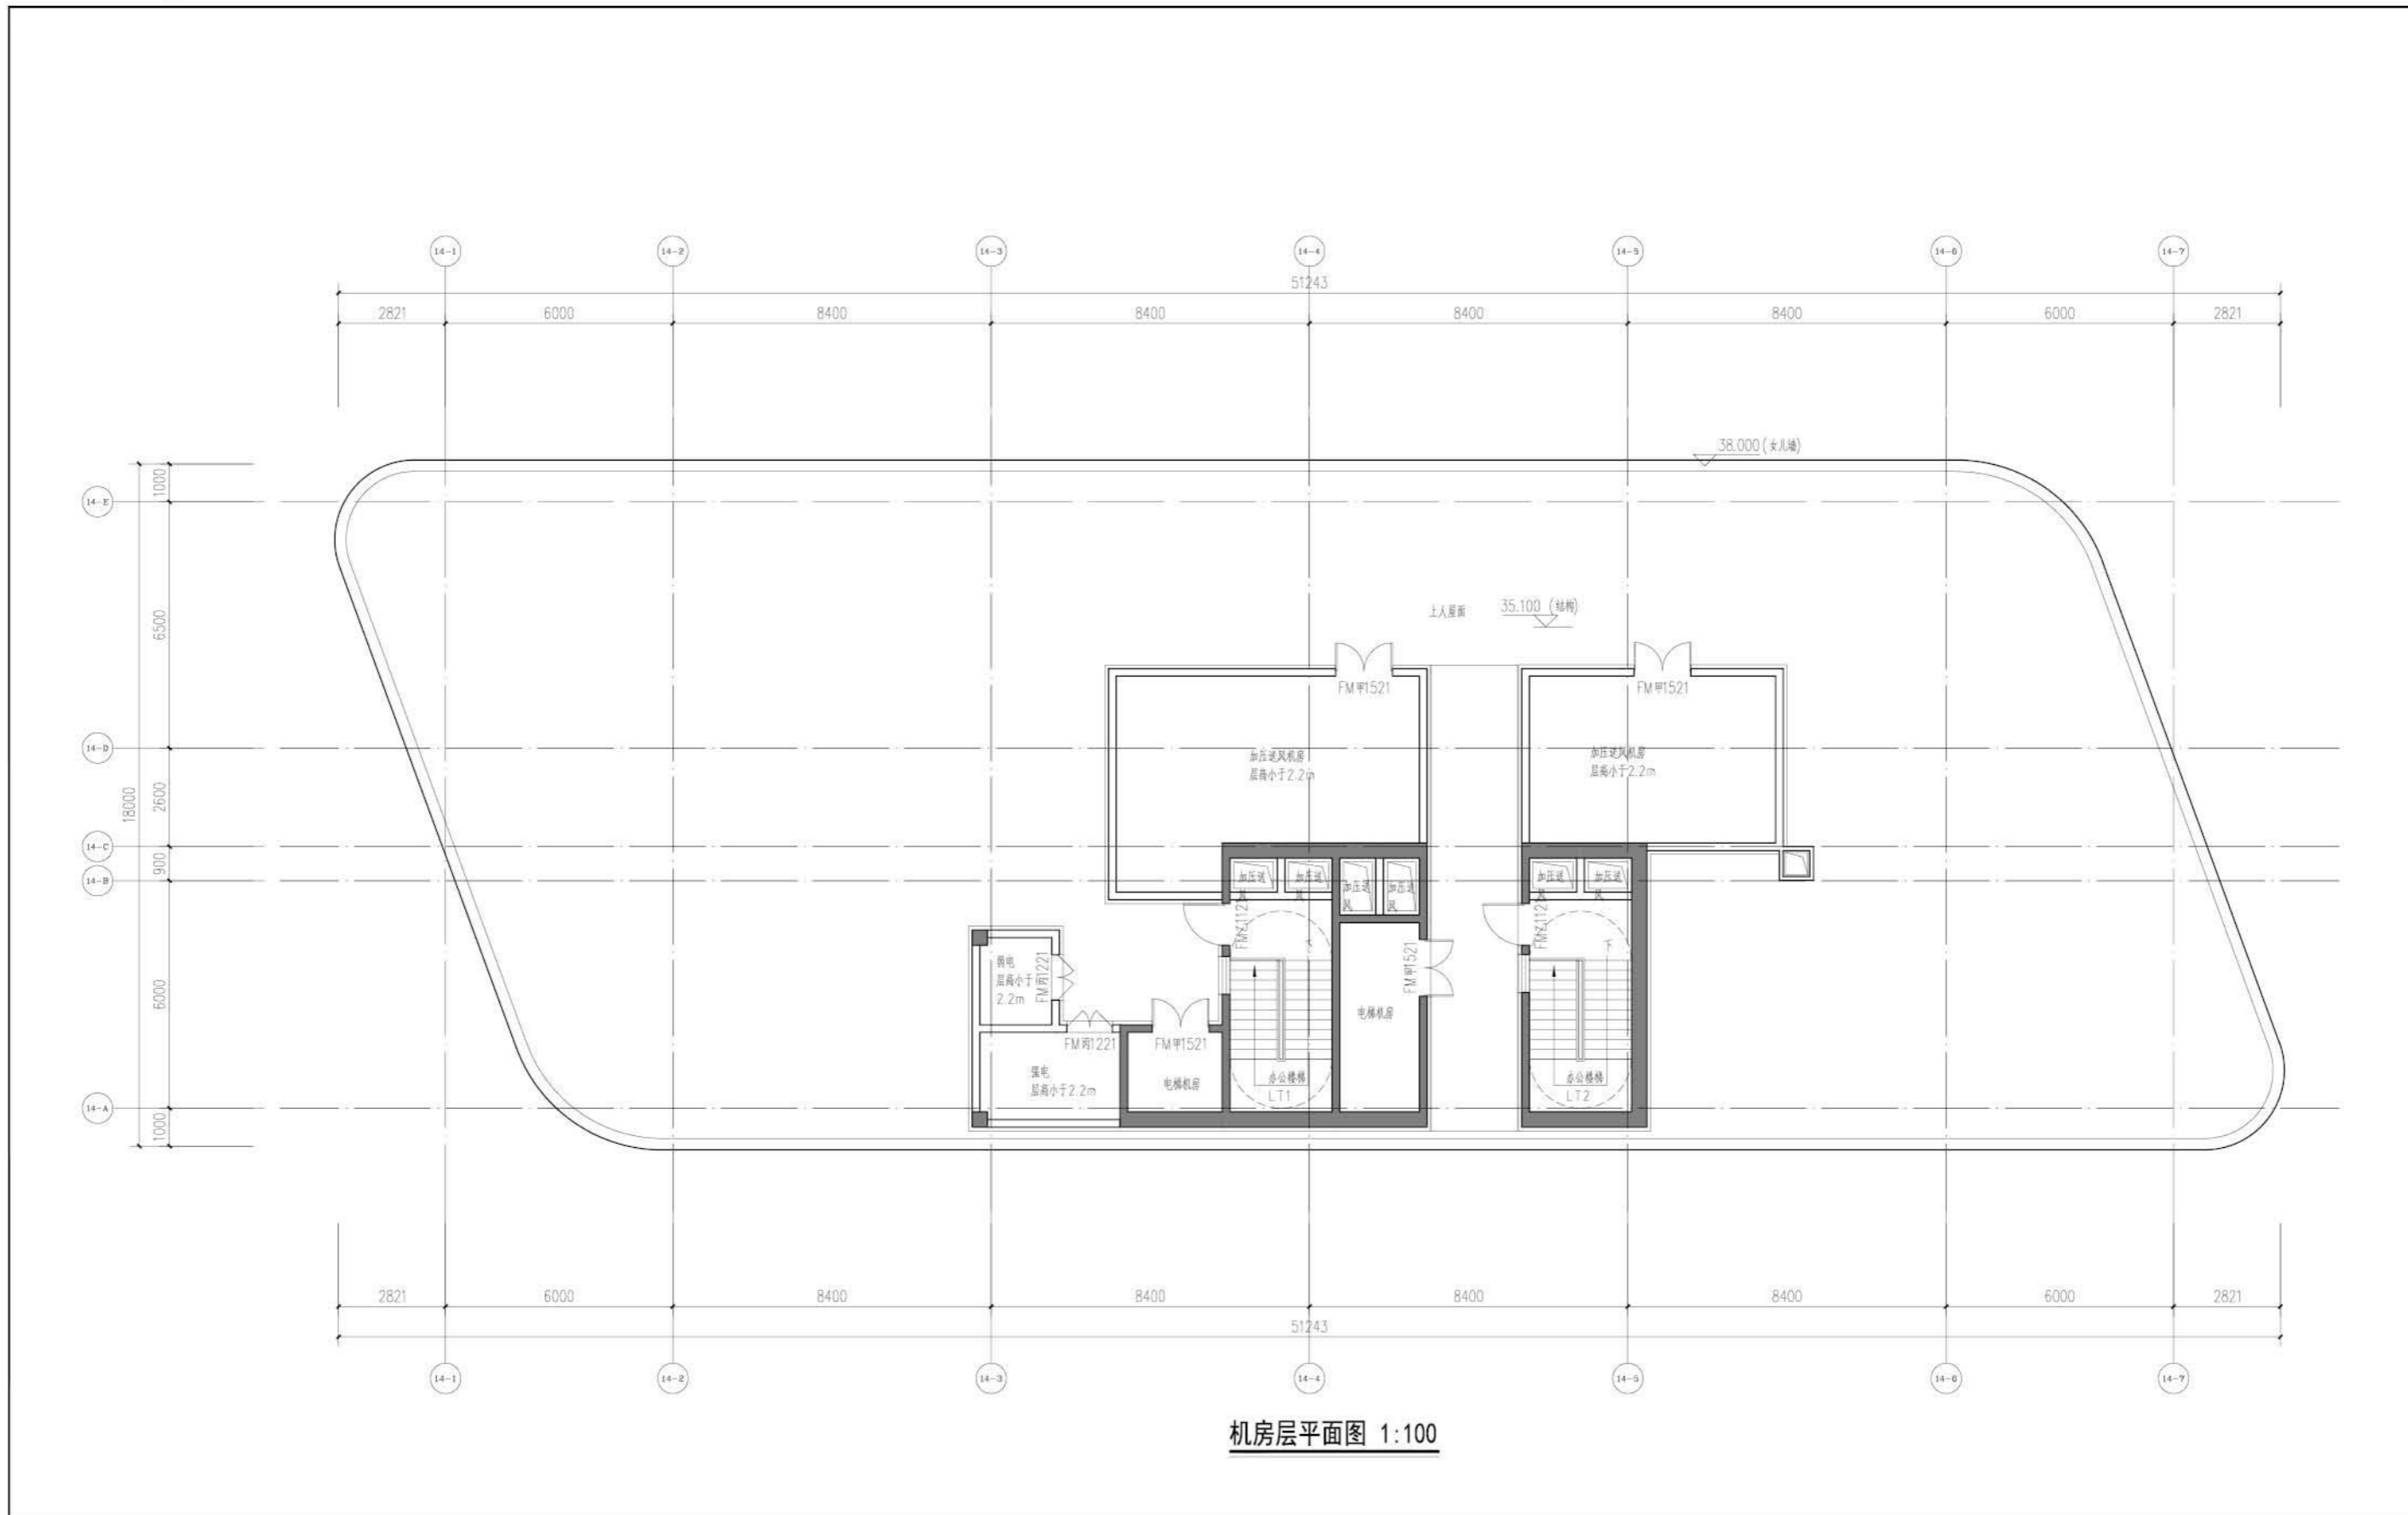 14-1
14-2
14-3
14-4
14-5
14-6
14-7
51243
2821
6000
8400
8400
8400
8400
6000
2821
38.000(女儿墙)
1000
14-E
6500
上人屋面
35.100 (结构)
FM甲1521
FM甲1521
14-D
加压送风机房
层高小于2.2m
加压送风机房
层高小于2.2m
18000
2600
14-C
900
14-B
加压送
风
加压送
风
加压送
风
加压送
风
加压送
风
加压送
风
FM乙1121
FM乙1121
下
下
弱电
层高小于
2.2m
FM丙1221
FM甲1521
6000
电梯机房
FM丙1221
FM甲1521
强电
层高小于2.2m
电梯机房
办公楼梯
LT1
办公楼梯
LT2
14-A
1000
2821
6000
8400
8400
8400
8400
6000
2821
51243
14-1
14-2
14-3
14-4
14-5
14-6
14-7
机房层平面图 1:100